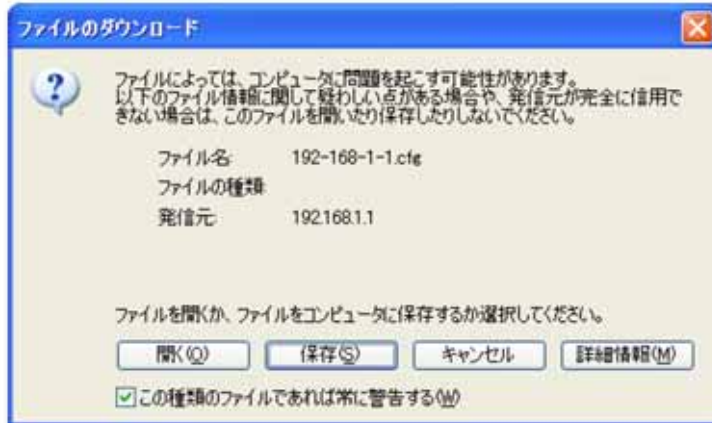 ファイルのダウンロード
ファイルによっては、コンピュータに問題を起こす可能性があります。
以下のファイル情報に関して疑わしい点がある場合や、発信元が完全に信用で
きない場合は、このファイルを開いたり保存したりしないでください。
ファイル名: 192-168-1-1.cfg
ファイルの種類:
発信元: 192.168.1.1
ファイルを開くか、ファイルをコンピュータに保存するか選択してください。
開く(O) 保存(S) キャンセル 詳細情報(M)
この種類のファイルであれば常に警告する(W)